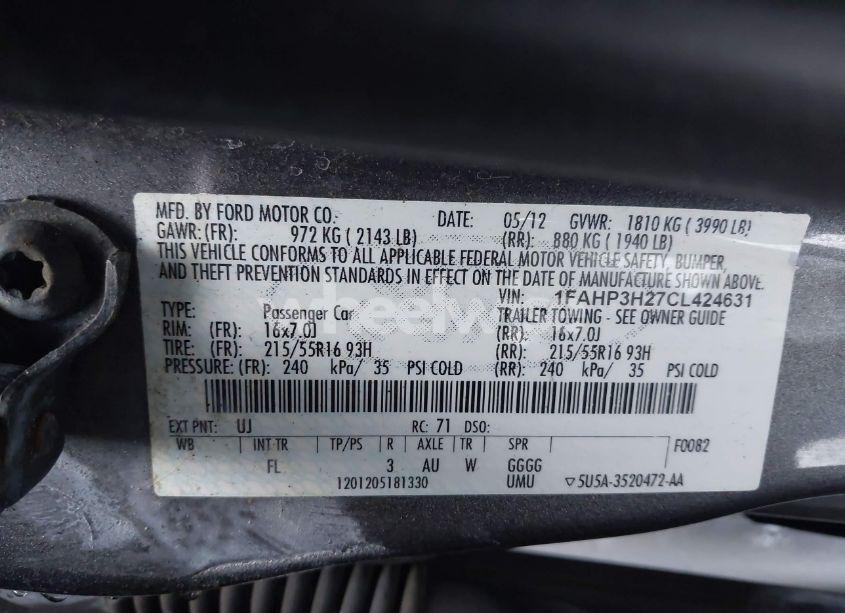 MFD. BY FORD MOTOR CO. DATE: 05/12 GVWR: 1810 KG ( 3990 LB)
GAWR: (FR): 972 KG ( 2143 LB) (RR): 880 KG ( 1940 LB)
THIS VEHICLE CONFORMS TO ALL APPLICABLE FEDERAL MOTOR VEHICLE SAFETY, BUMPER,
AND THEFT PREVENTION STANDARDS IN EFFECT ON THE DATE OF MANUFACTURE SHOWN ABOVE.
VIN: 1FAHP3H27CL424631
TYPE: Passenger Car TRAILER TOWING - SEE OWNER GUIDE
RIM: (FR): 16x7.0J (RR): 16x7.0J
TIRE: (FR): 215/55R16 93H (RR): 215/55R16 93H
PRESSURE: (FR): 240 kPa/ 35 PSI COLD (RR): 240 kPa/ 35 PSI COLD
EXT PNT: UJ RC: 71 DSO:
WB INT TR TP/PS R AXLE TR SPR F0082
FL 3 AU W GGGG
1201205181330 UMU ▽5U5A-3520472-AA